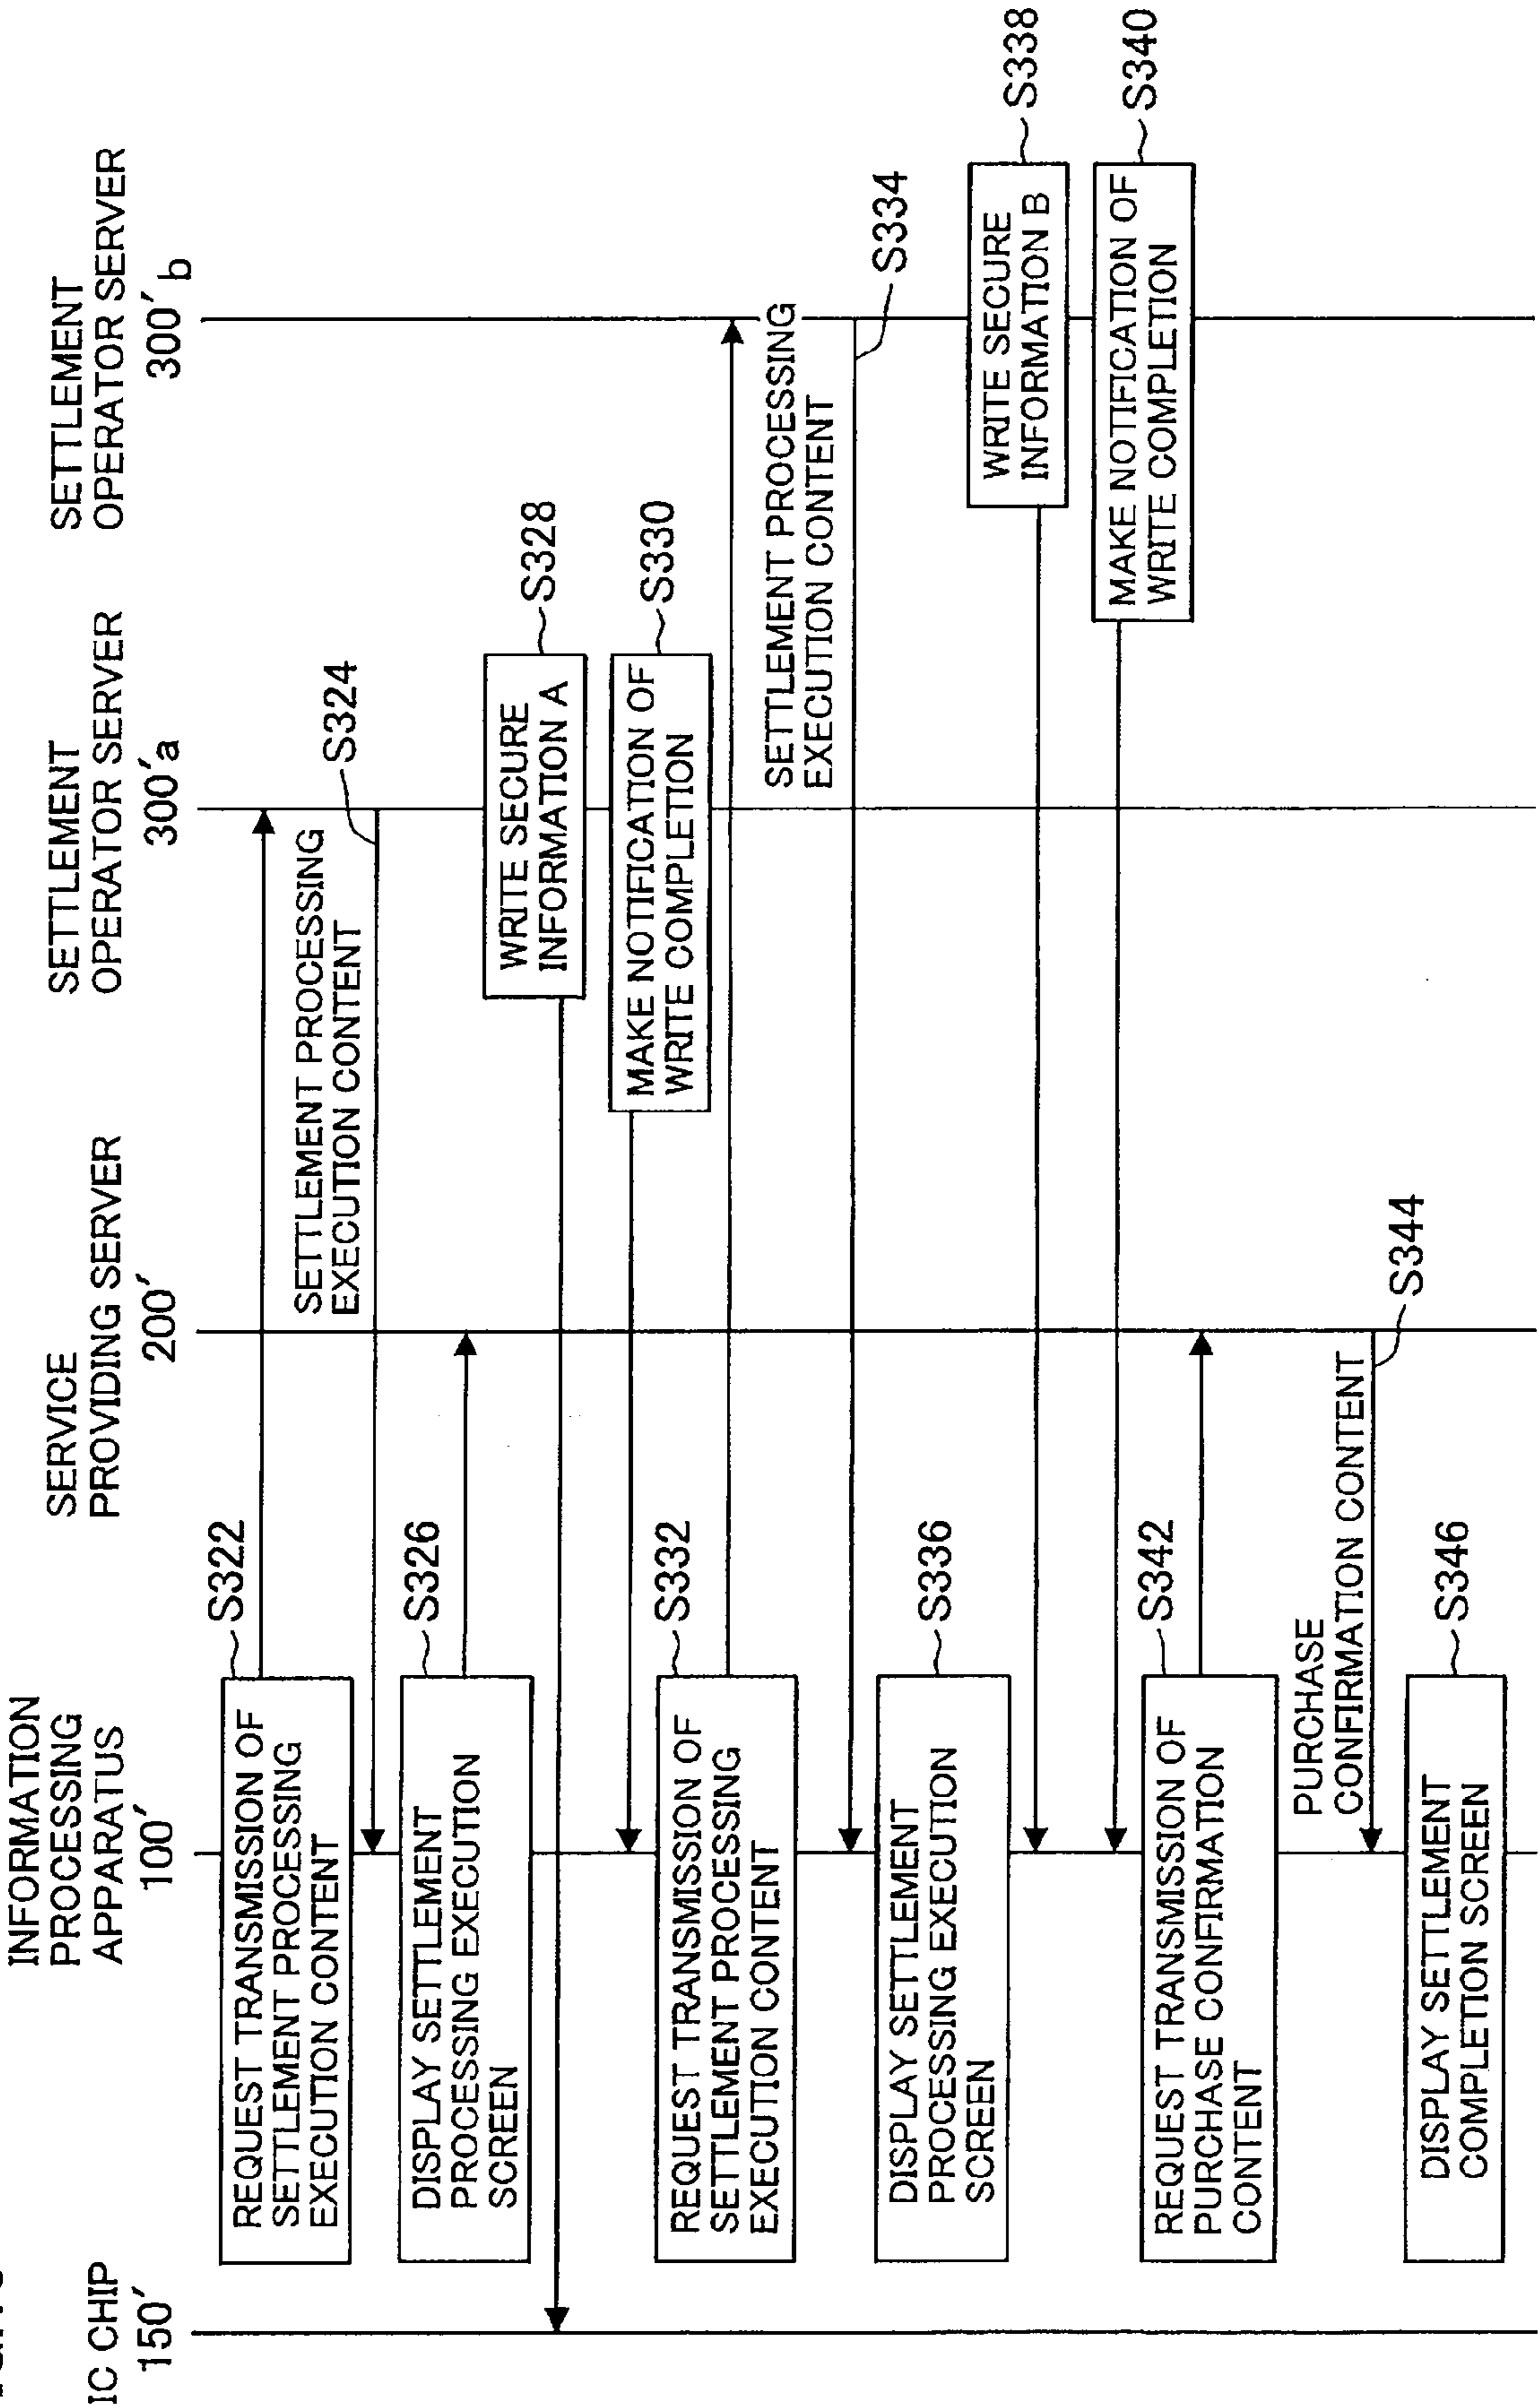 IC CHIP
150′
INFORMATION
PROCESSING
APPARATUS
100′
SERVICE
PROVIDING SERVER
200′
SETTLEMENT
OPERATOR SERVER
300′a
SETTLEMENT
OPERATOR SERVER
300′b
REQUEST TRANSMISSION OF
SETTLEMENT PROCESSING
EXECUTION CONTENT
S322
SETTLEMENT PROCESSING
EXECUTION CONTENT
S324
DISPLAY SETTLEMENT
PROCESSING EXECUTION
SCREEN
S326
WRITE SECURE
INFORMATION A
S328
MAKE NOTIFICATION OF
WRITE COMPLETION
S330
REQUEST TRANSMISSION OF
SETTLEMENT PROCESSING
EXECUTION CONTENT
S332
SETTLEMENT PROCESSING
EXECUTION CONTENT
S334
DISPLAY SETTLEMENT
PROCESSING EXECUTION
SCREEN
S336
WRITE SECURE
INFORMATION B
S338
MAKE NOTIFICATION OF
WRITE COMPLETION
S340
REQUEST TRANSMISSION OF
PURCHASE CONFIRMATION
CONTENT
S342
PURCHASE
CONFIRMATION CONTENT
S344
DISPLAY SETTLEMENT
COMPLETION SCREEN
S346